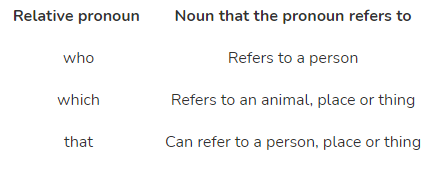 Relative pronoun Noun that the pronoun refers to
who Refers to a person
which Refers to an animal, place or thing
that Can refer to a person, place or thing